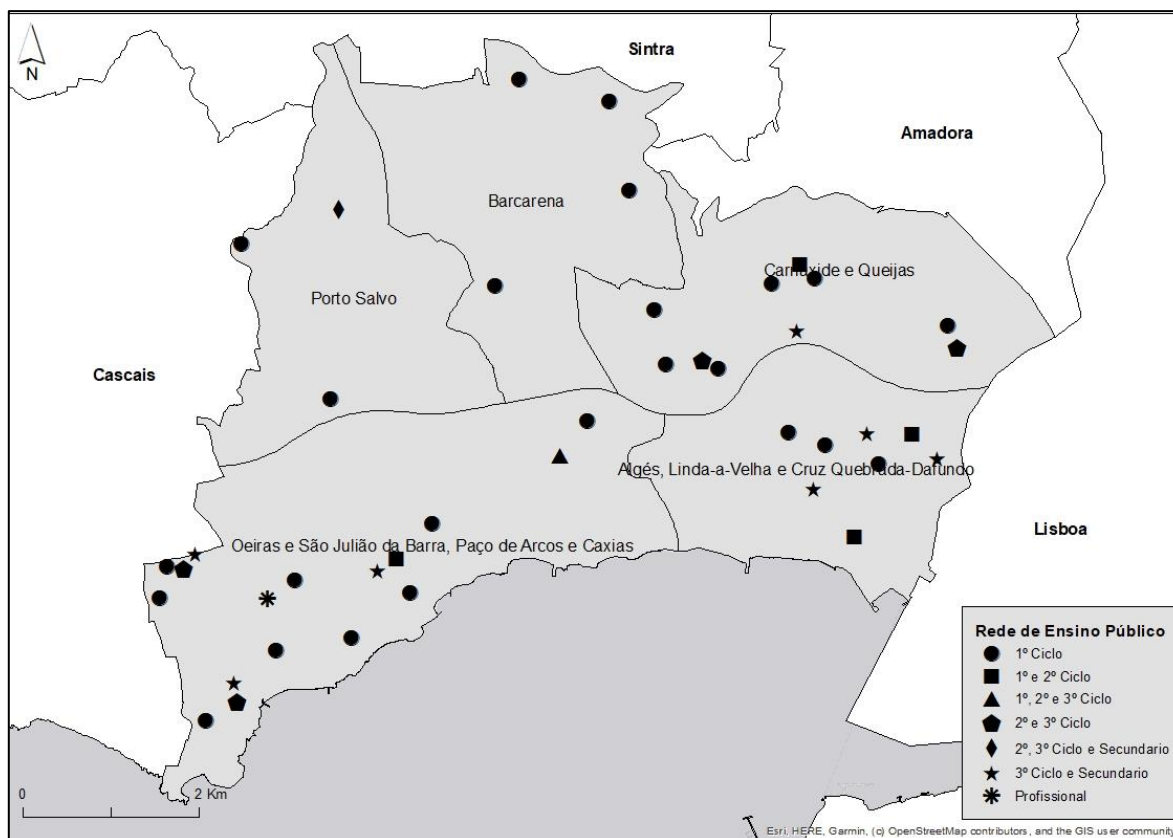 Sintra
N
Amadora
Barcarena
Carnaxide e Queijas
Porto Salvo
Cascais
Algés, Linda-a-Velha e Cruz Quebrada-Dafundo
Lisboa
Oeiras e São Julião da Barra, Paço de Arcos e Caxias
Rede de Ensino Público
1º Ciclo
1º e 2º Ciclo
1º, 2º e 3º Ciclo
2º e 3º Ciclo
2º, 3º Ciclo e Secundario
3º Ciclo e Secundario
Profissional
0 2 Km
Esri, HERE, Garmin, (c) OpenStreetMap contributors, and the GIS user community